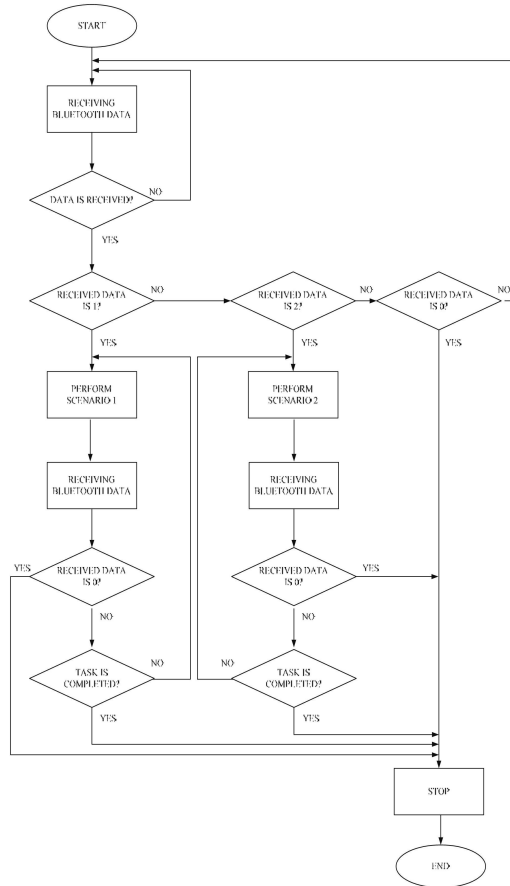 START
RECEIVING
BLUETOOTH DATA
DATA IS RECEIVED?
NO
YES
RECEIVED DATA
IS 1?
NO
RECEIVED DATA
IS 2?
NO
RECEIVED DATA
IS 0?
NO
YES
YES
YES
PERFORM
SCENARIO 1
PERFORM
SCENARIO 2
RECEIVING
BLUETOOTH DATA
RECEIVING
BLUETOOTH DATA
YES
RECEIVED DATA
IS 0?
RECEIVED DATA
IS 0?
YES
NO
NO
TASK IS
COMPLETED?
NO
NO
TASK IS
COMPLETED?
YES
YES
STOP
END